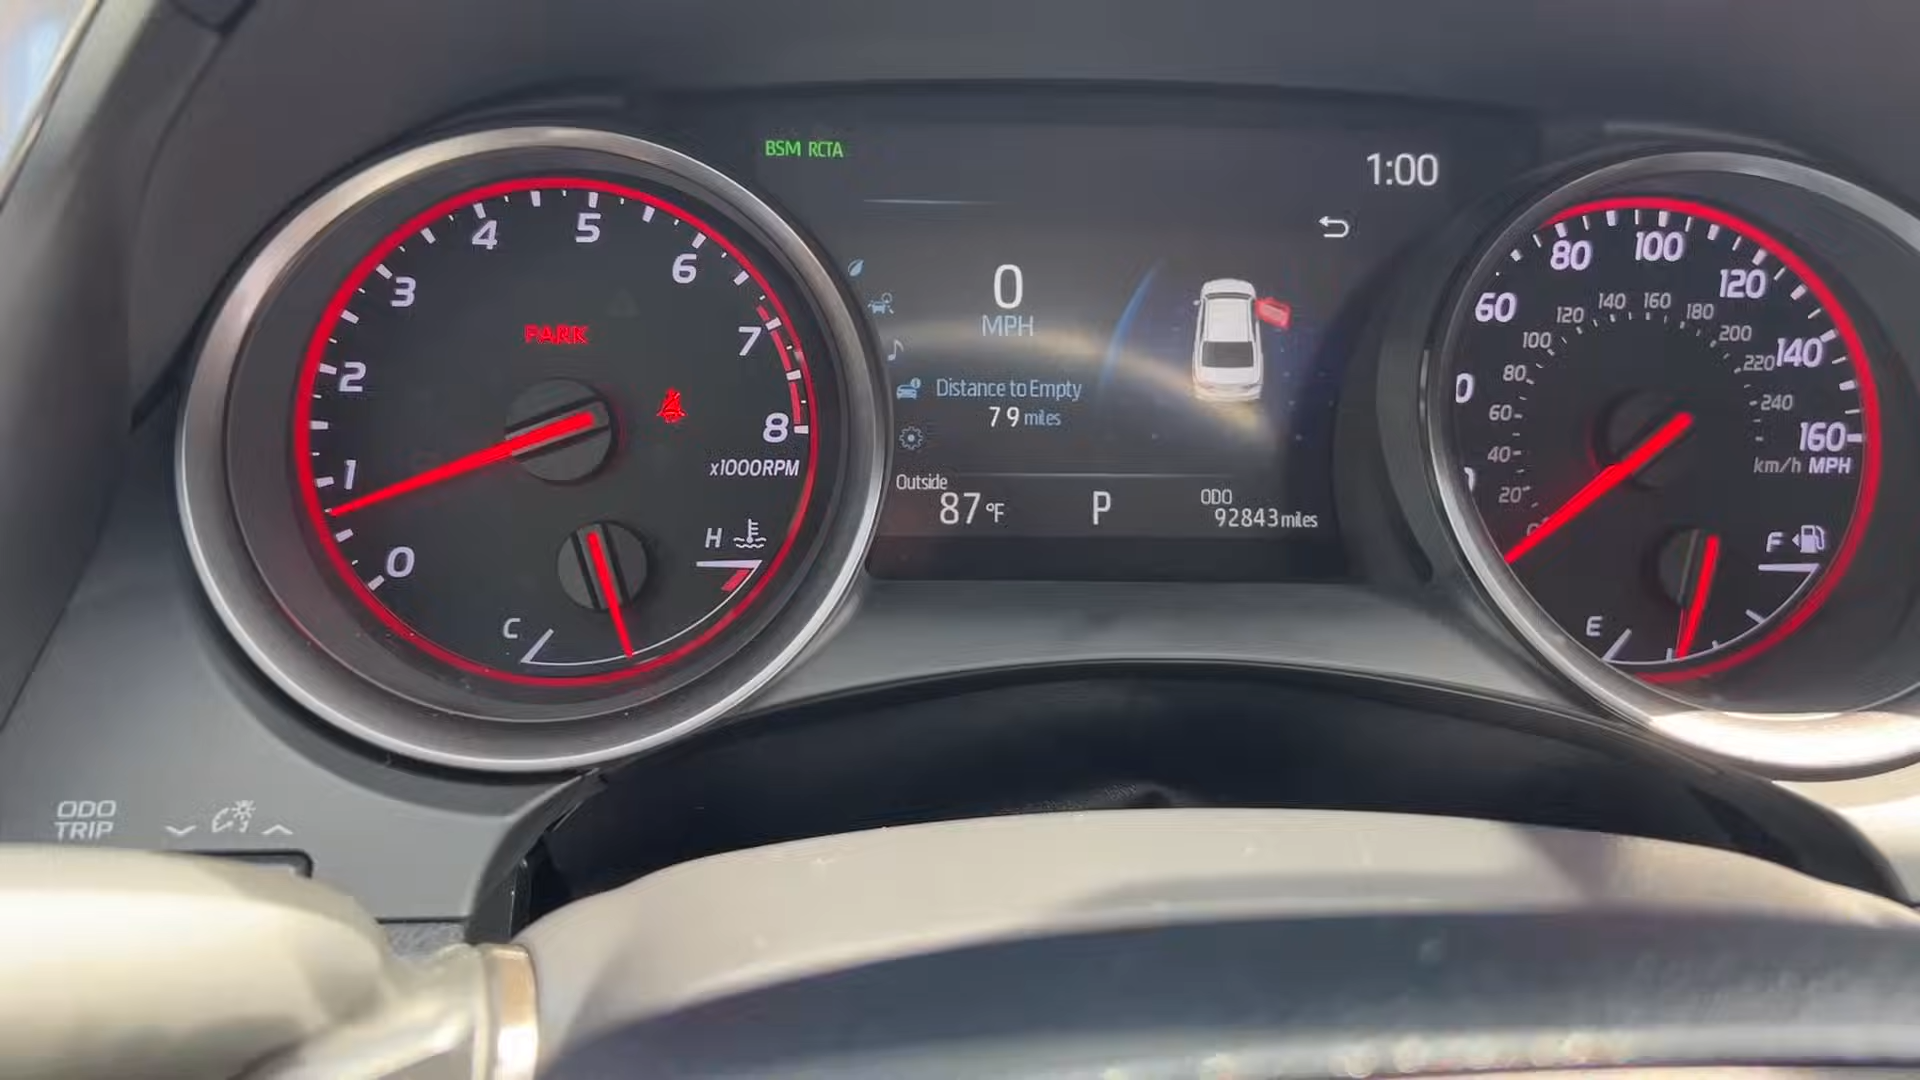 BSM RCTA
1:00
0
MPH
Distance to Empty
79 miles
Outside
87 °F
P
ODO
92843 miles
0
1
2
3
4
5
6
7
8
x1000RPM
PARK
H
C
60
80
100
120
140
160
km/h MPH
20
40
60
80
100
120
140
160
180
200
220
240
F
E
ODO
TRIP